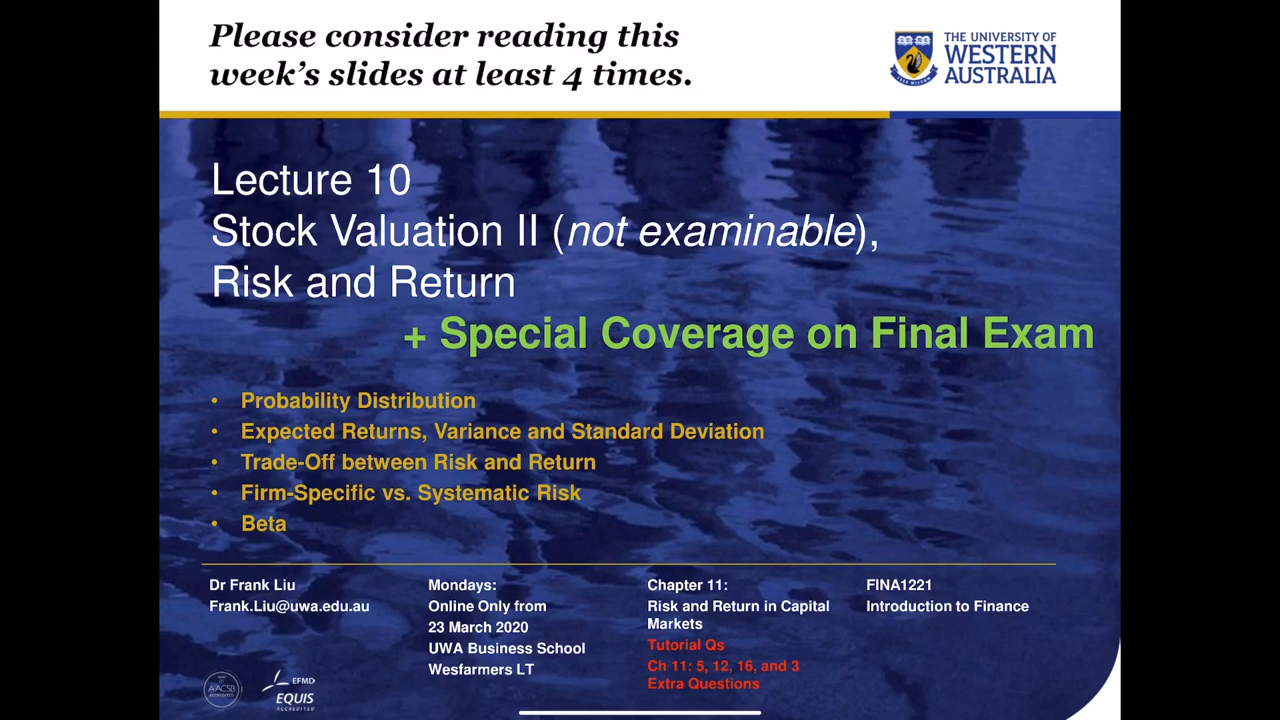 Please consider reading this
week's slides at least 4 times.
THE UNIVERSITY OF
WESTERN
AUSTRALIA
Lecture 10
Stock Valuation II (not examinable),
Risk and Return
+ Special Coverage on Final Exam
• Probability Distribution
• Expected Returns, Variance and Standard Deviation
• Trade-Off between Risk and Return
• Firm-Specific vs. Systematic Risk
• Beta
Dr Frank Liu
Frank.Liu@uwa.edu.au
Mondays:
Online Only from
23 March 2020
UWA Business School
Wesfarmers LT
Chapter 11:
Risk and Return in Capital
Markets
Tutorial Qs
Ch 11: 5, 12, 16, and 3
Extra Questions
FINA1221
Introduction to Finance
AACSB
ACCREDITED
EFMD
EQUIS
ACCREDITED